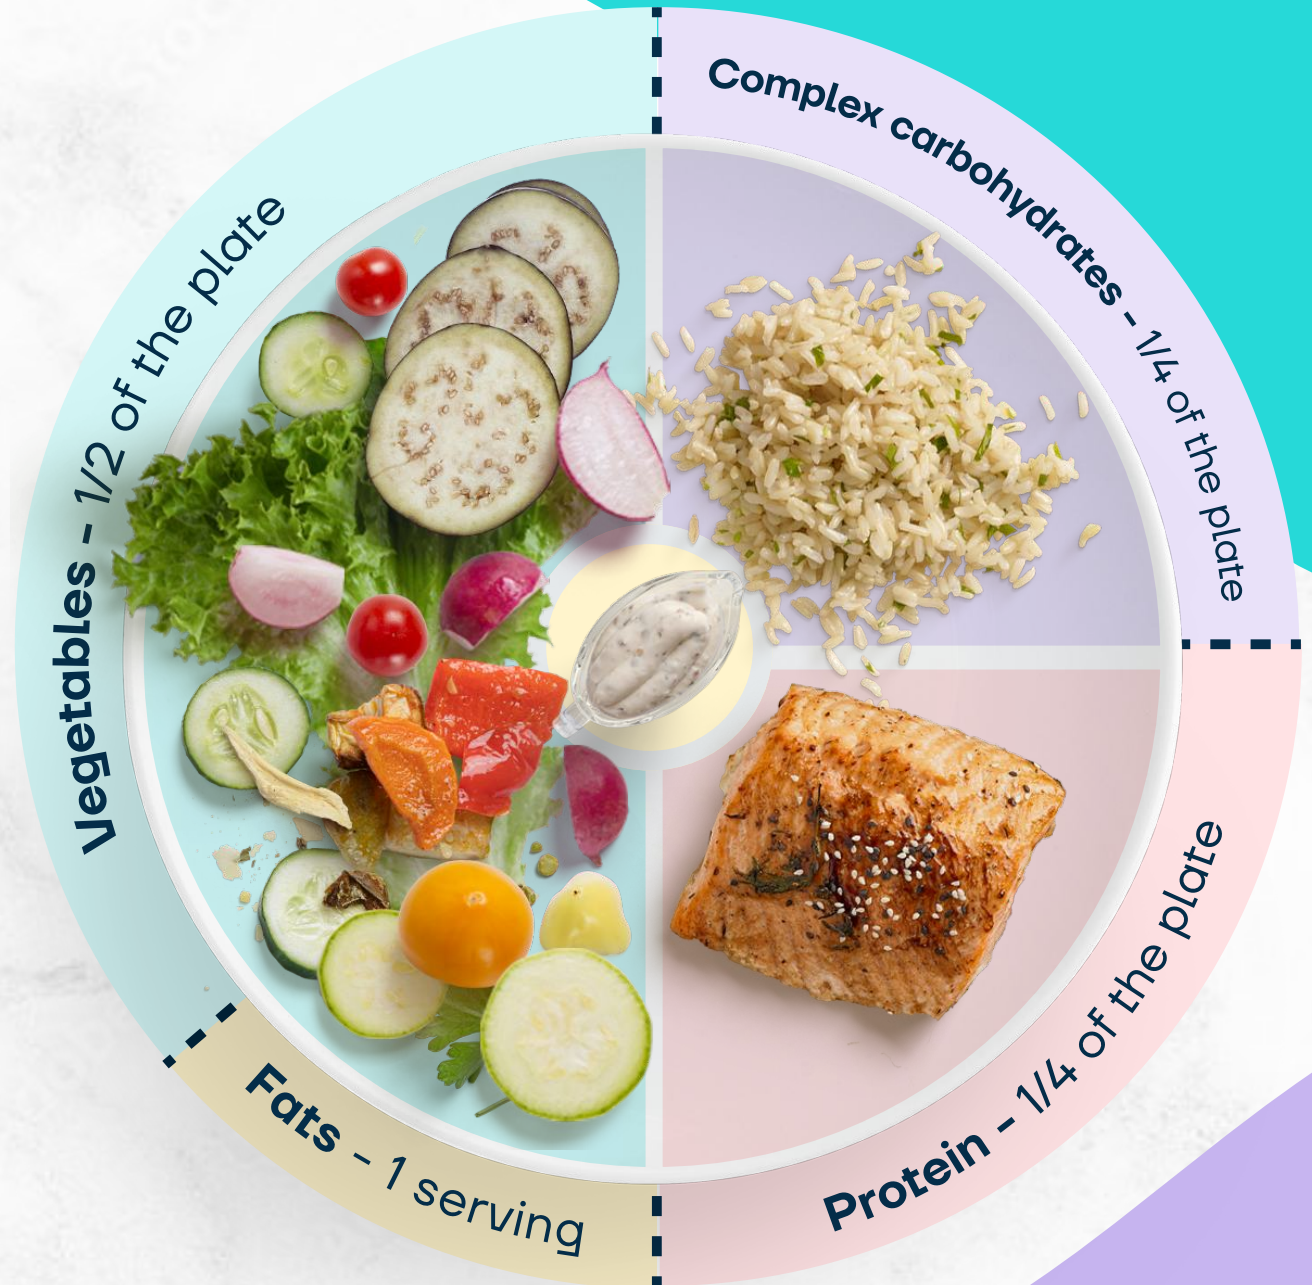 Complex carbohydrates - 1/4 of the plate
Protein - 1/4 of the plate
Fats - 1 serving
Vegetables - 1/2 of the plate